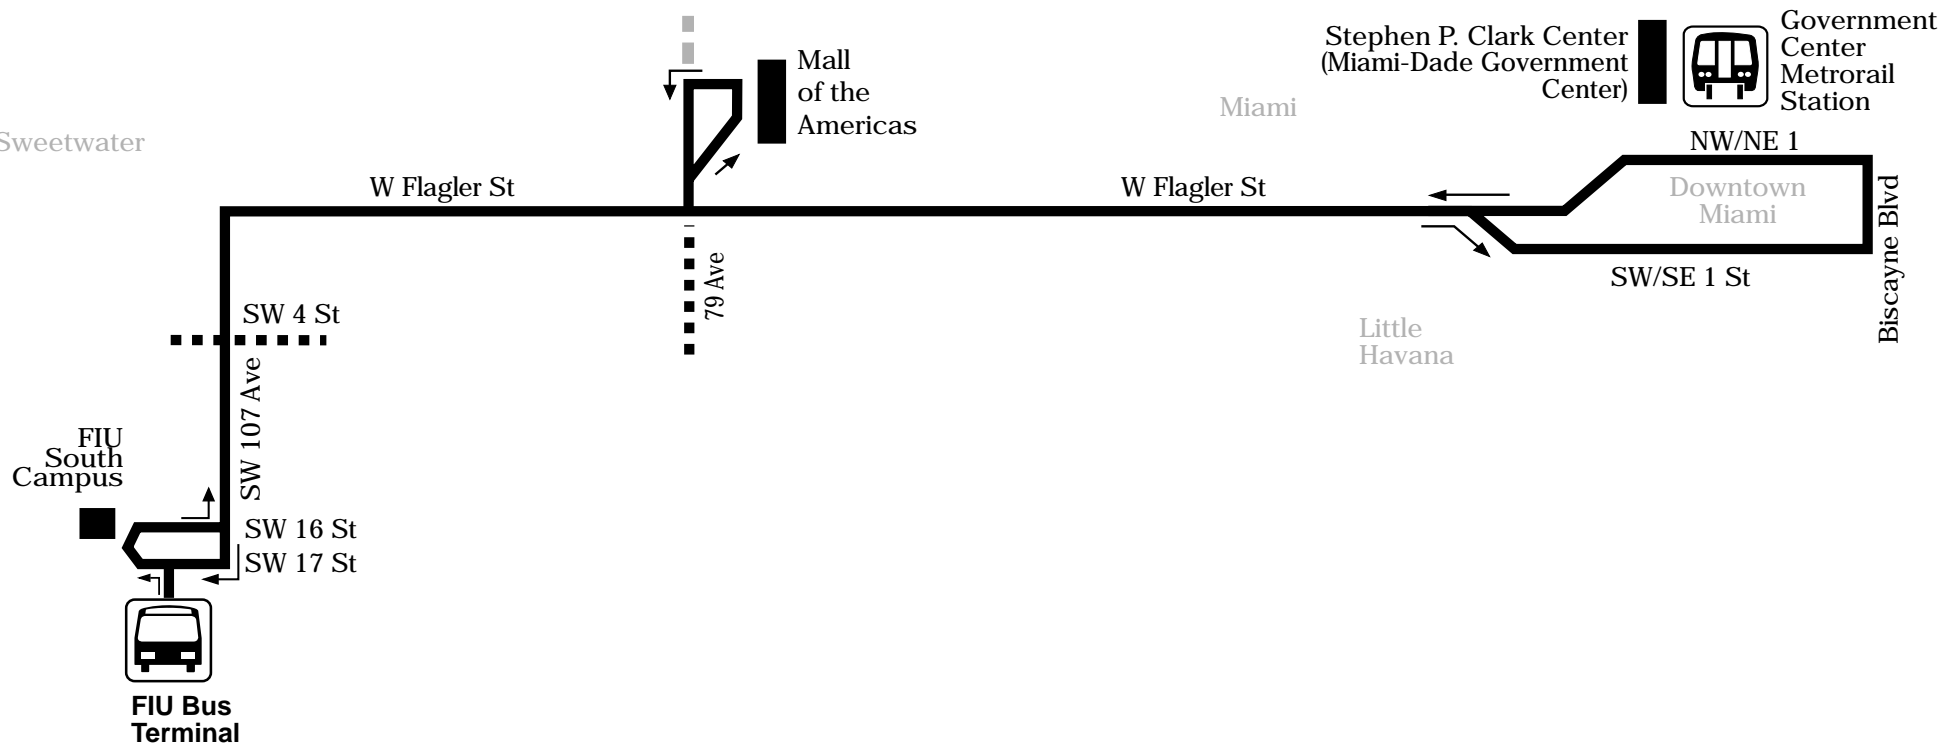 Government
Center
Metrorail
Station
Stephen P. Clark Center
(Miami-Dade Government
Center)
Mall
of the
Americas
Miami
Sweetwater
NW/NE 1
W Flagler St
W Flagler St
Downtown
Miami
Biscayne Blvd
SW/SE 1 St
79 Ave
SW 4 St
Little
Havana
SW 107 Ave
FIU
South
Campus
SW 16 St
SW 17 St
FIU Bus
Terminal